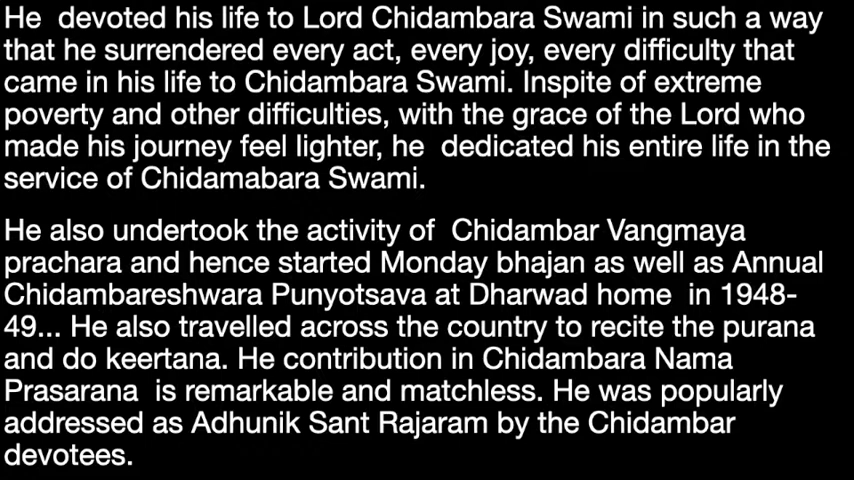 He  devoted his life to Lord Chidambara Swami in such a way
that he surrendered every act, every joy, every difficulty that
came in his life to Chidambara Swami. Inspite of extreme
poverty and other difficulties, with the grace of the Lord who
made his journey feel lighter, he  dedicated his entire life in the
service of Chidamabara Swami.
He also undertook the activity of  Chidambar Vangmaya
prachara and hence started Monday bhajan as well as Annual
Chidambareshwara Punyotsava at Dharwad home  in 1948-
49... He also travelled across the country to recite the purana
and do keertana. He contribution in Chidambara Nama
Prasarana  is remarkable and matchless. He was popularly
addressed as Adhunik Sant Rajaram by the Chidambar
devotees.